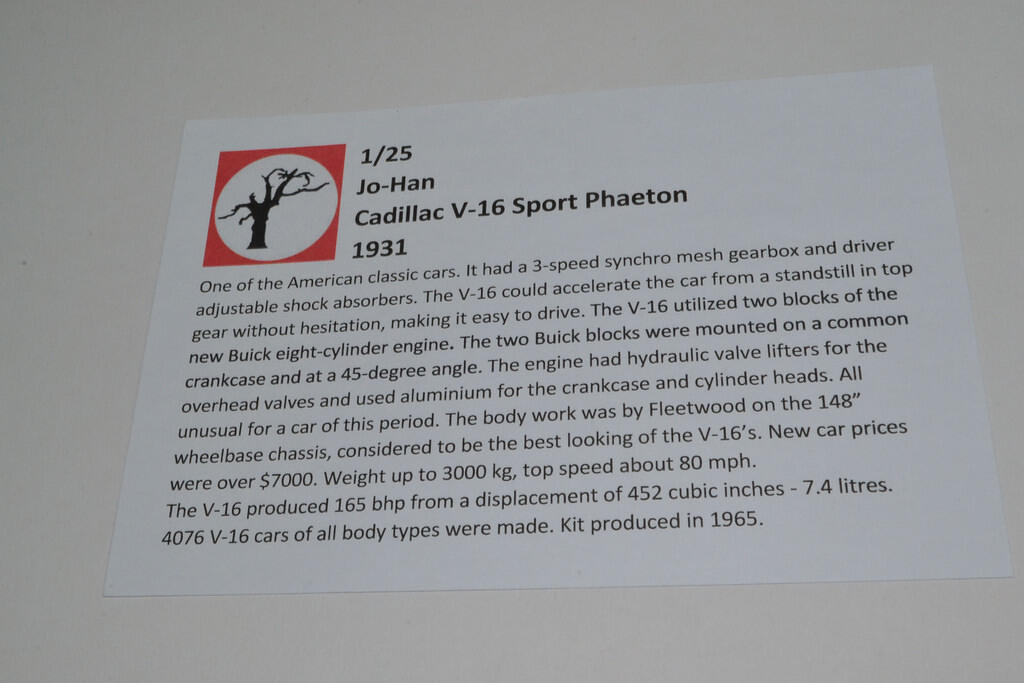 1/25
Jo-Han
Cadillac V-16 Sport Phaeton
1931
One of the American classic cars. It had a 3-speed synchro mesh gearbox and driver
adjustable shock absorbers. The V-16 could accelerate the car from a standstill in top
gear without hesitation, making it easy to drive. The V-16 utilized two blocks of the
new Buick eight-cylinder engine. The two Buick blocks were mounted on a common
crankcase and at a 45-degree angle. The engine had hydraulic valve lifters for the
overhead valves and used aluminium for the crankcase and cylinder heads. All
unusual for a car of this period. The body work was by Fleetwood on the 148”
wheelbase chassis, considered to be the best looking of the V-16’s. New car prices
were over $7000. Weight up to 3000 kg, top speed about 80 mph.
The V-16 produced 165 bhp from a displacement of 452 cubic inches - 7.4 litres.
4076 V-16 cars of all body types were made. Kit produced in 1965.